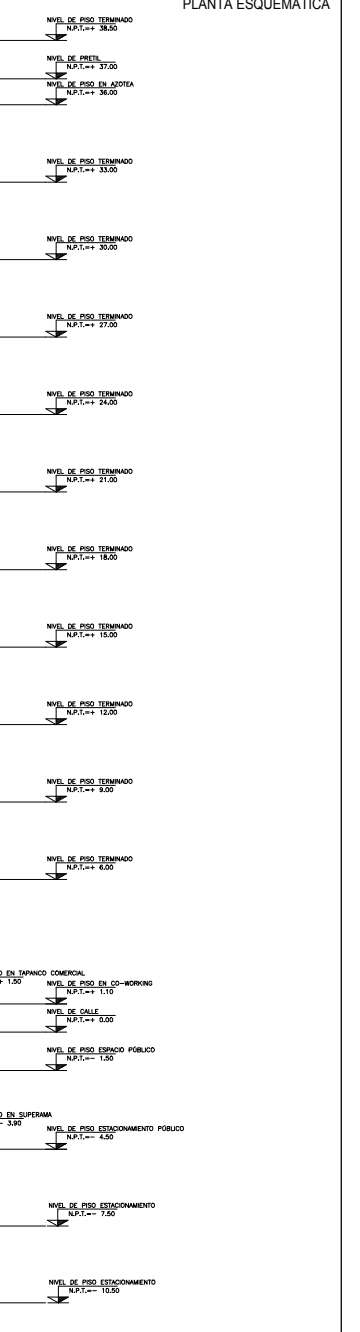 PLANTA ESQUEMATICA
NIVEL DE PISO TERMINADO
N.P.T.=+ 38.50
NIVEL DE PRETIL
N.P.T.=+ 37.00
NIVEL DE PISO EN AZOTEA
N.P.T.=+ 36.00
NIVEL DE PISO TERMINADO
N.P.T.=+ 33.00
NIVEL DE PISO TERMINADO
N.P.T.=+ 30.00
NIVEL DE PISO TERMINADO
N.P.T.=+ 27.00
NIVEL DE PISO TERMINADO
N.P.T.=+ 24.00
NIVEL DE PISO TERMINADO
N.P.T.=+ 21.00
NIVEL DE PISO TERMINADO
N.P.T.=+ 18.00
NIVEL DE PISO TERMINADO
N.P.T.=+ 15.00
NIVEL DE PISO TERMINADO
N.P.T.=+ 12.00
NIVEL DE PISO TERMINADO
N.P.T.=+ 9.00
NIVEL DE PISO TERMINADO
N.P.T.=+ 6.00
EN TAPANCO COMERCIAL
+ 1.50
NIVEL DE PISO EN CO-WORKING
N.P.T.=+ 1.10
NIVEL DE CALLE
N.P.T.=+ 0.00
NIVEL DE PISO ESPACIO PÚBLICO
N.P.T.=- 1.50
EN SUPERAMA
- 3.90
NIVEL DE PISO ESTACIONAMIENTO PÚBLICO
N.P.T.=- 4.50
NIVEL DE PISO ESTACIONAMIENTO
N.P.T.=- 7.50
NIVEL DE PISO ESTACIONAMIENTO
N.P.T.=- 10.50